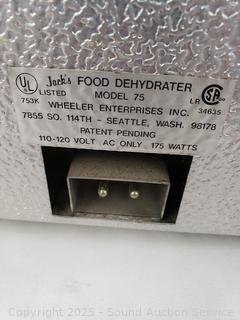 UL Jack's FOOD DEHYDRATER
LISTED MODEL 75 LR SA
753K WHEELER ENTERPRISES INC. 34635
7855 SO. 114TH - SEATTLE, WASH. 98178
PATENT PENDING
110-120 VOLT AC ONLY 175 WATTS
Copyright 2025 - Sound Auction Service